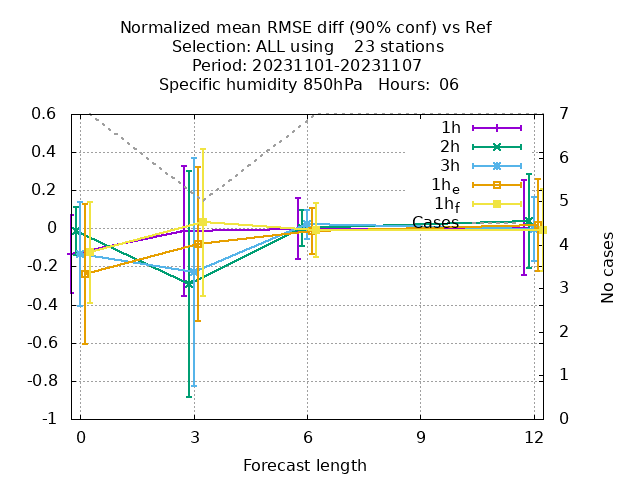 Normalized mean RMSE diff (90% conf) vs Ref
Selection: ALL using 23 stations
Period: 20231101-20231107
Specific humidity 850hPa Hours: 06
0.6
0.4
0.2
0
-0.2
-0.4
-0.6
-0.8
-1
7
6
5
4
3
2
1
0
No cases
1h
2h
3h
1he
1hf
Cases
0 3 6 9 12
Forecast length